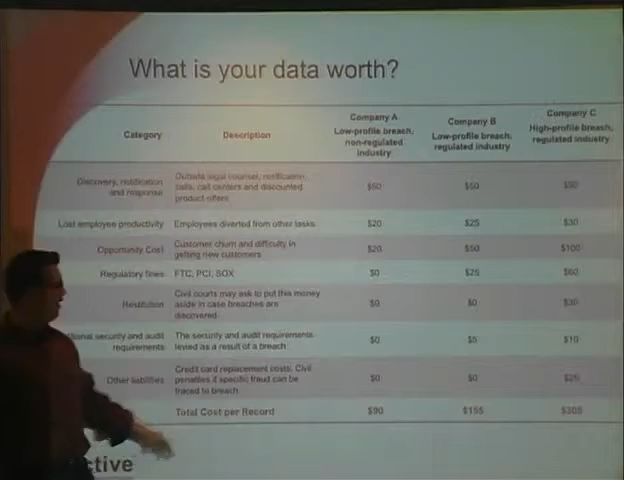 What is your data worth?
Category Description Company A Low-profile breach, non-regulated industry Company B Low-profile breach, regulated industry Company C High-profile breach, regulated industry
Discovery, notification and response Outside legal counsel, notification calls, call centers and discounted product offers $50 $50 $50
Lost employee productivity Employees diverted from other tasks $20 $25 $30
Opportunity Cost Customer churn and difficulty in getting new customers $20 $50 $100
Regulatory fines FTC, PCI, SOX $0 $25 $60
Restitution Civil courts may ask to put this money aside in case breaches are discovered $0 $0 $30
tional security and audit requirements The security and audit requirements levied as a result of a breach $0 $5 $10
Other liabilities Credit card replacement costs. Civil penalties if specific fraud can be traced to breach $0 $0 $25
Total Cost per Record $90 $155 $305
ctive